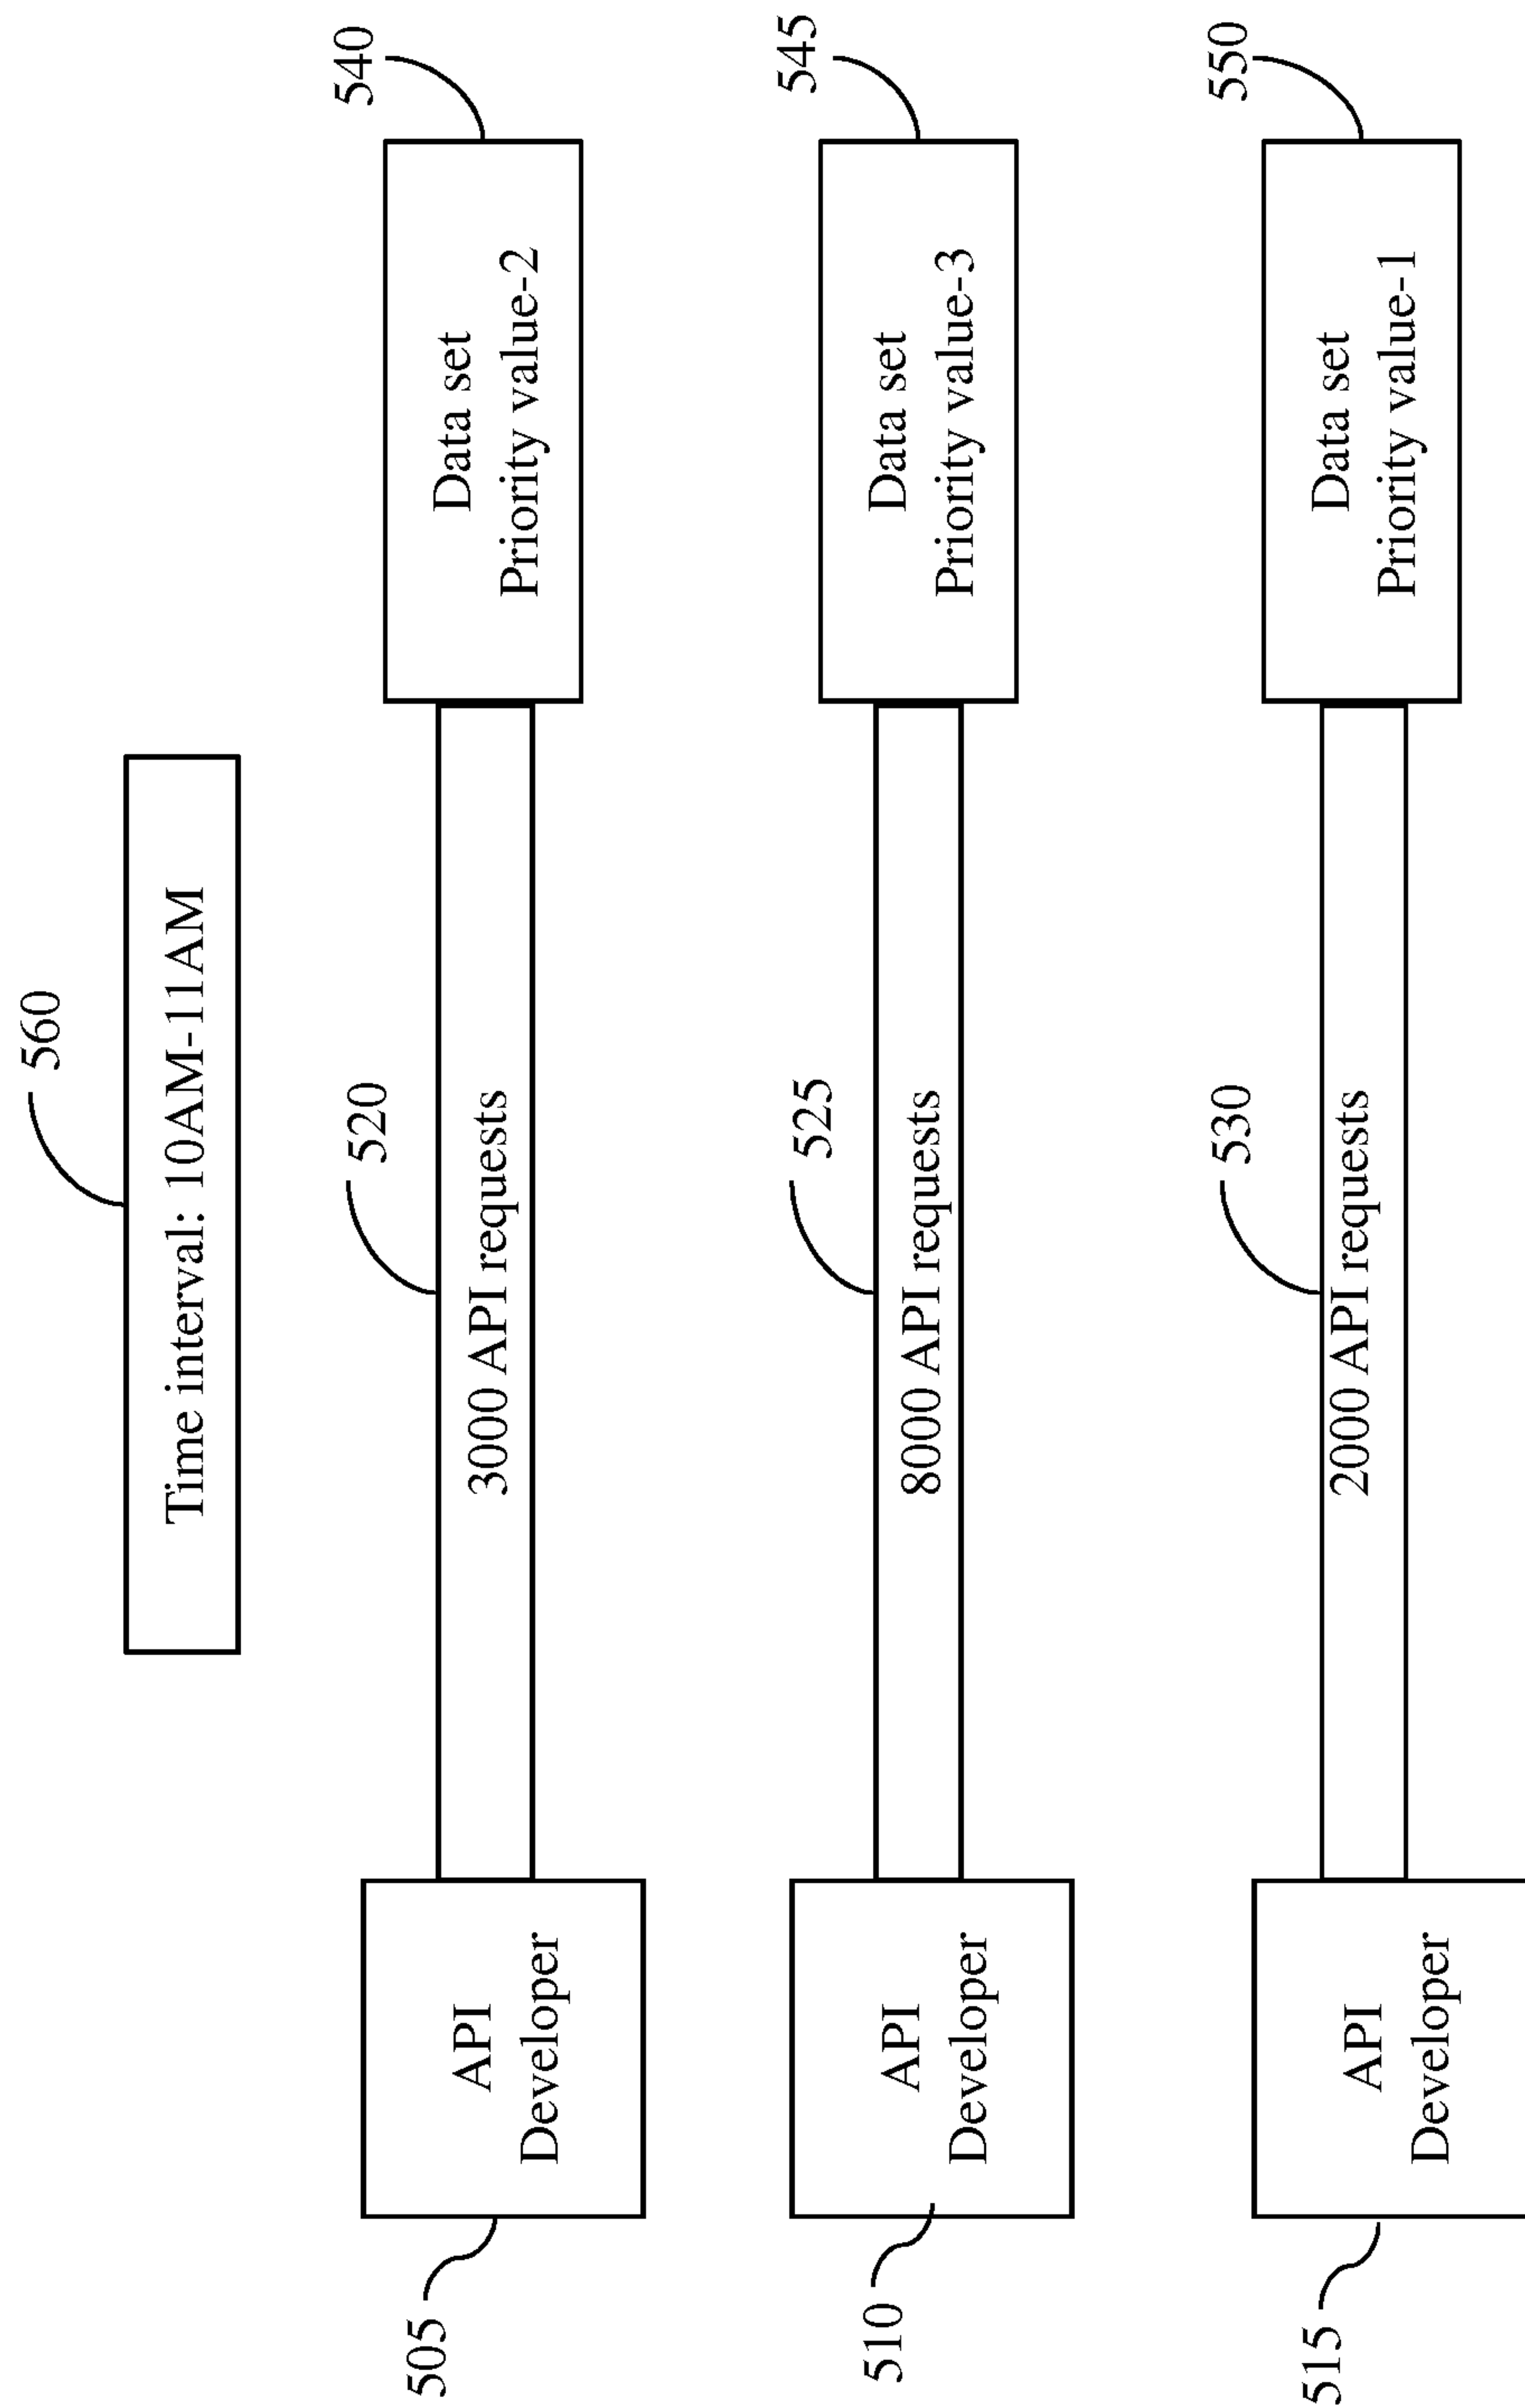 560
Time interval: 10AM-11AM
505
API
Developer
520
3000 API requests
540
Data set
Priority value-2
510
API
Developer
525
8000 API requests
545
Data set
Priority value-3
515
API
Developer
530
2000 API requests
550
Data set
Priority value-1